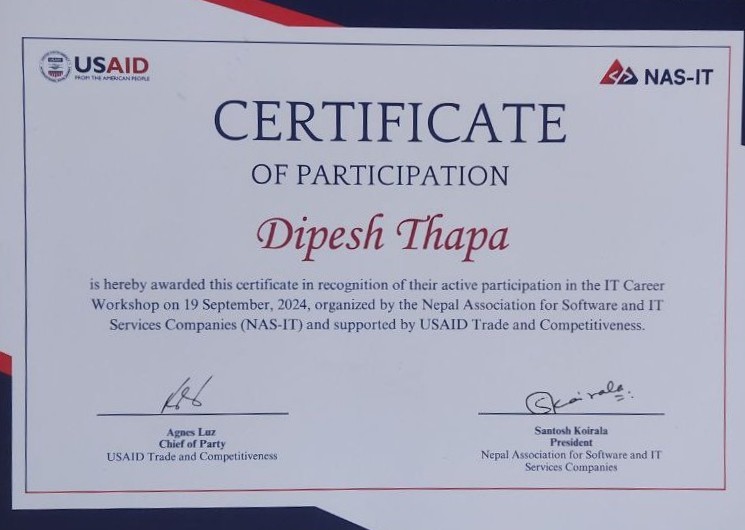 USAID
FROM THE AMERICAN PEOPLE
NAS-IT
CERTIFICATE
OF PARTICIPATION
Dipesh Thapa
is hereby awarded this certificate in recognition of their active participation in the IT Career
Workshop on 19 September, 2024, organized by the Nepal Association for Software and IT
Services Companies (NAS-IT) and supported by USAID Trade and Competitiveness.
Skoirala
Agnes Luz
Chief of Party
USAID Trade and Competitiveness
Santosh Koirala
President
Nepal Association for Software and IT
Services Companies